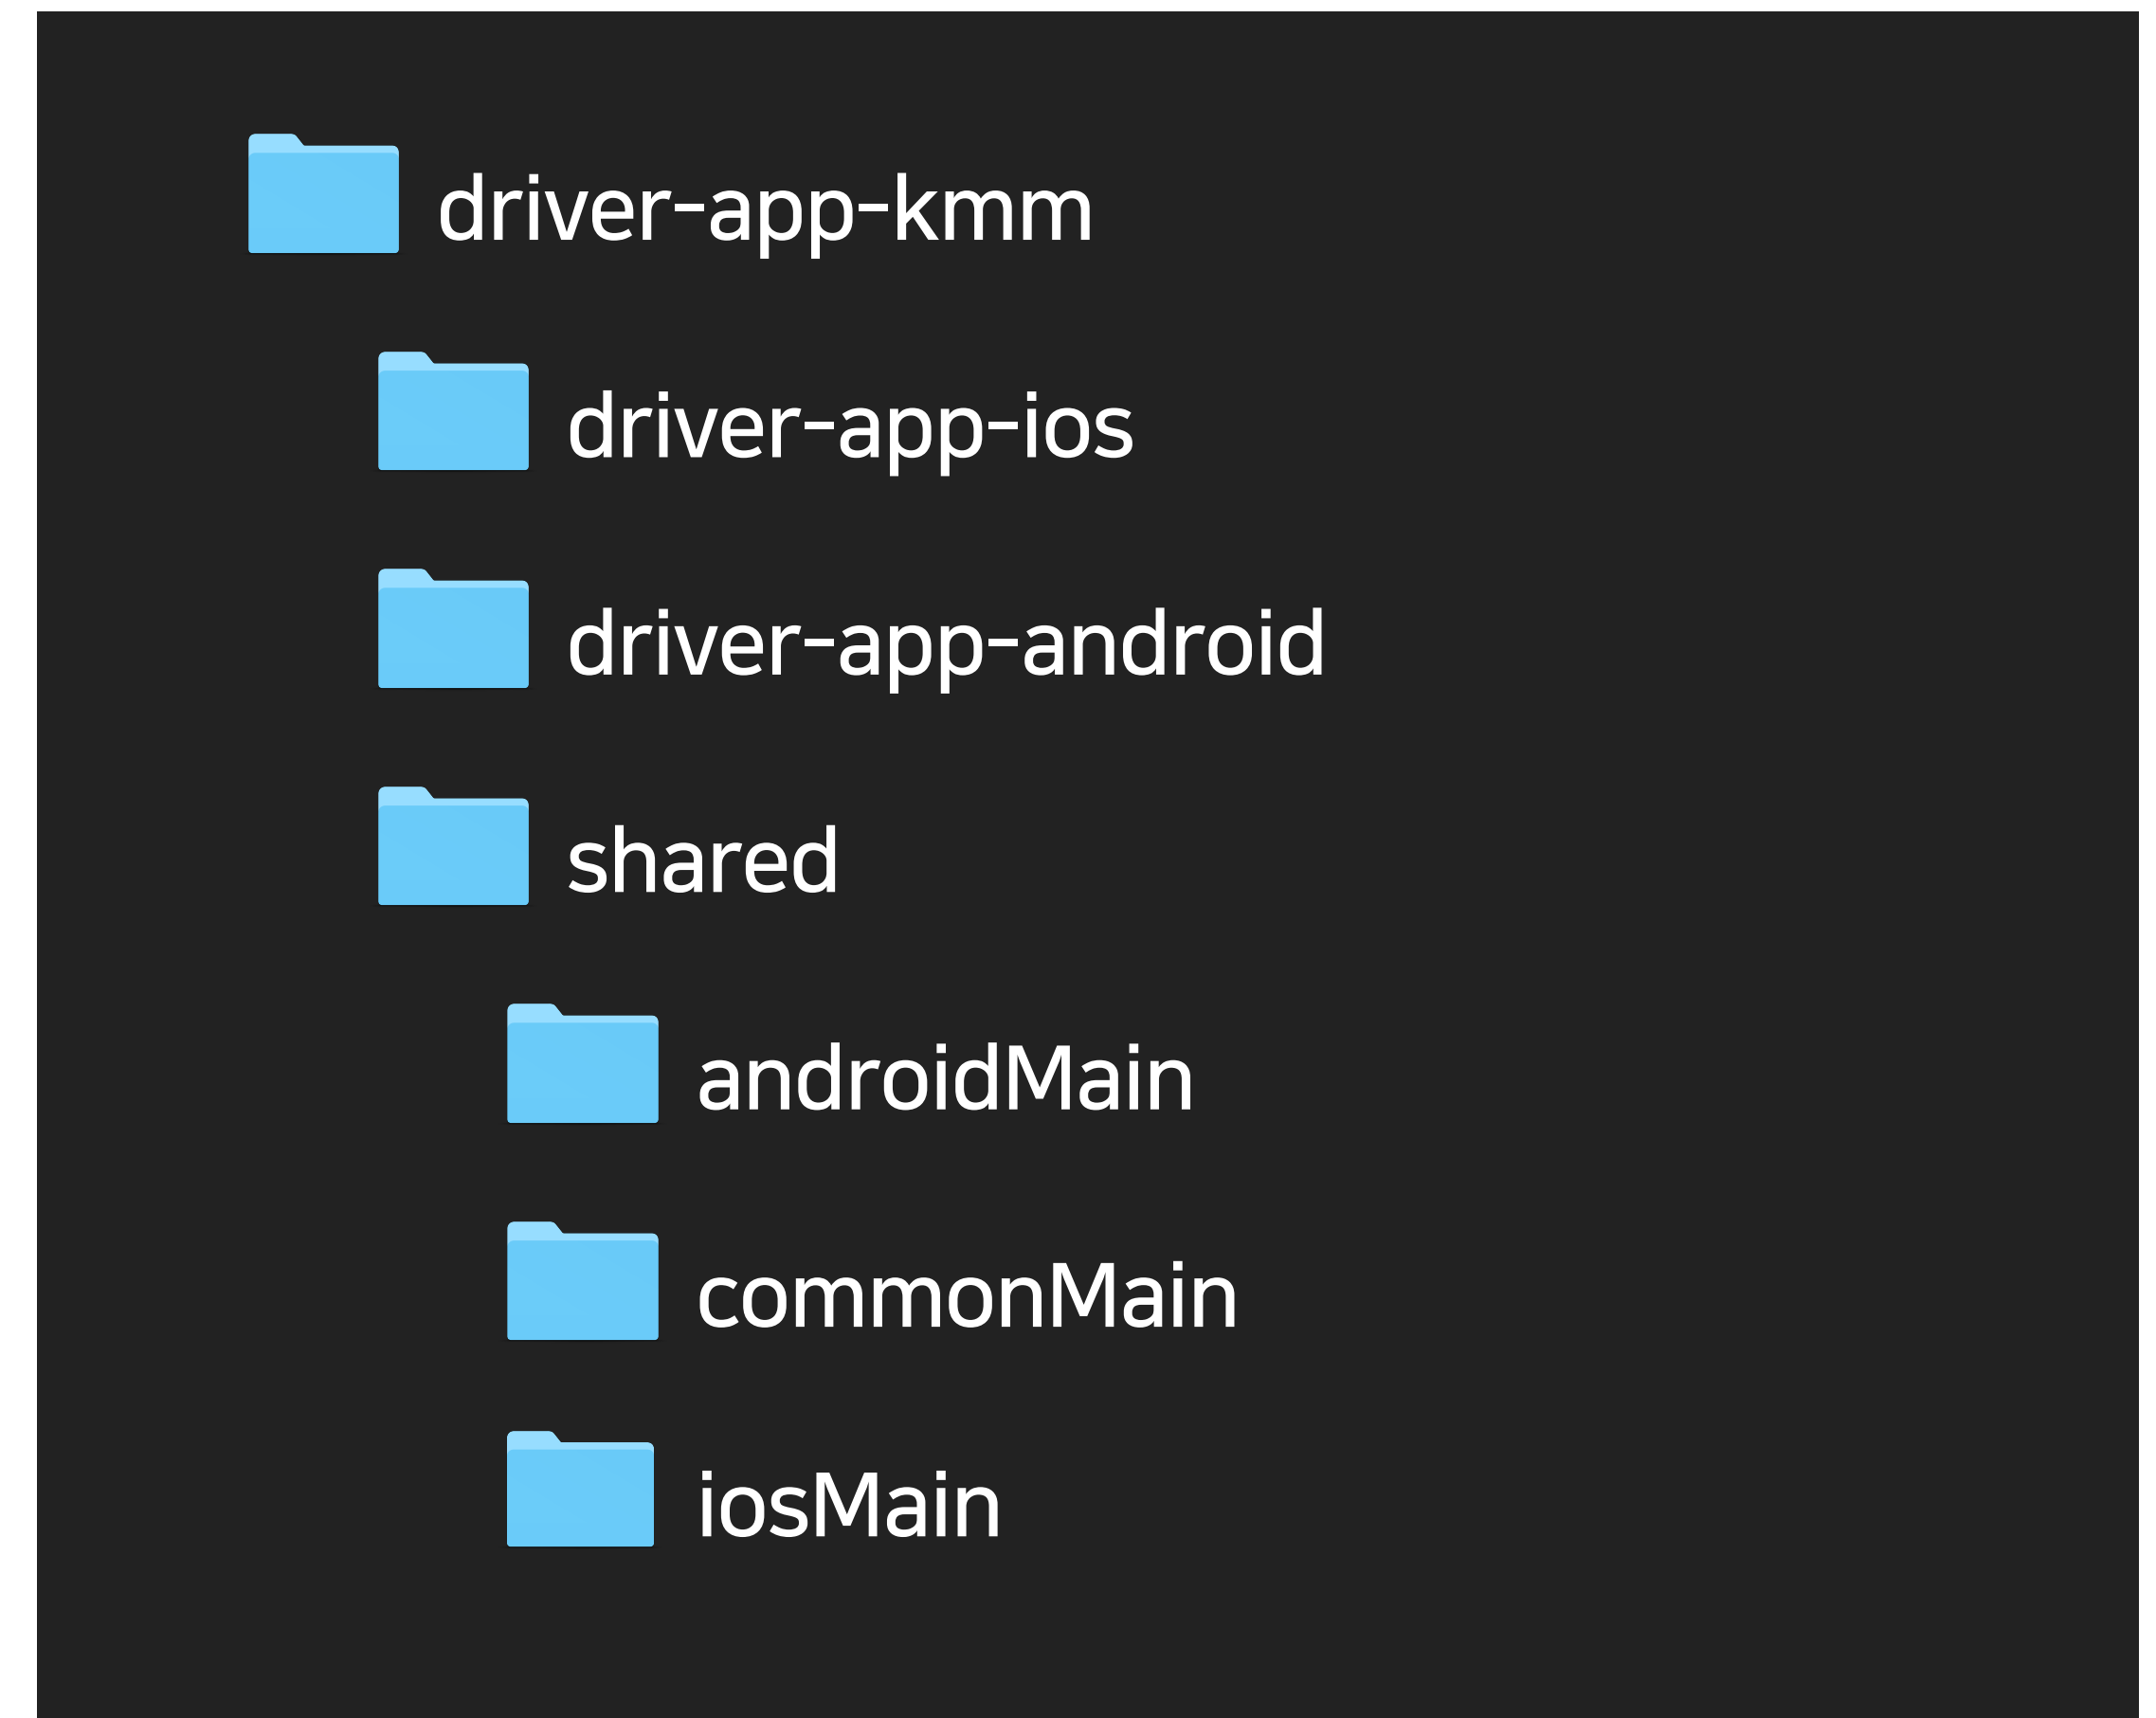 driver-app-kmm
driver-app-ios
driver-app-android
shared
androidMain
commonMain
iosMain